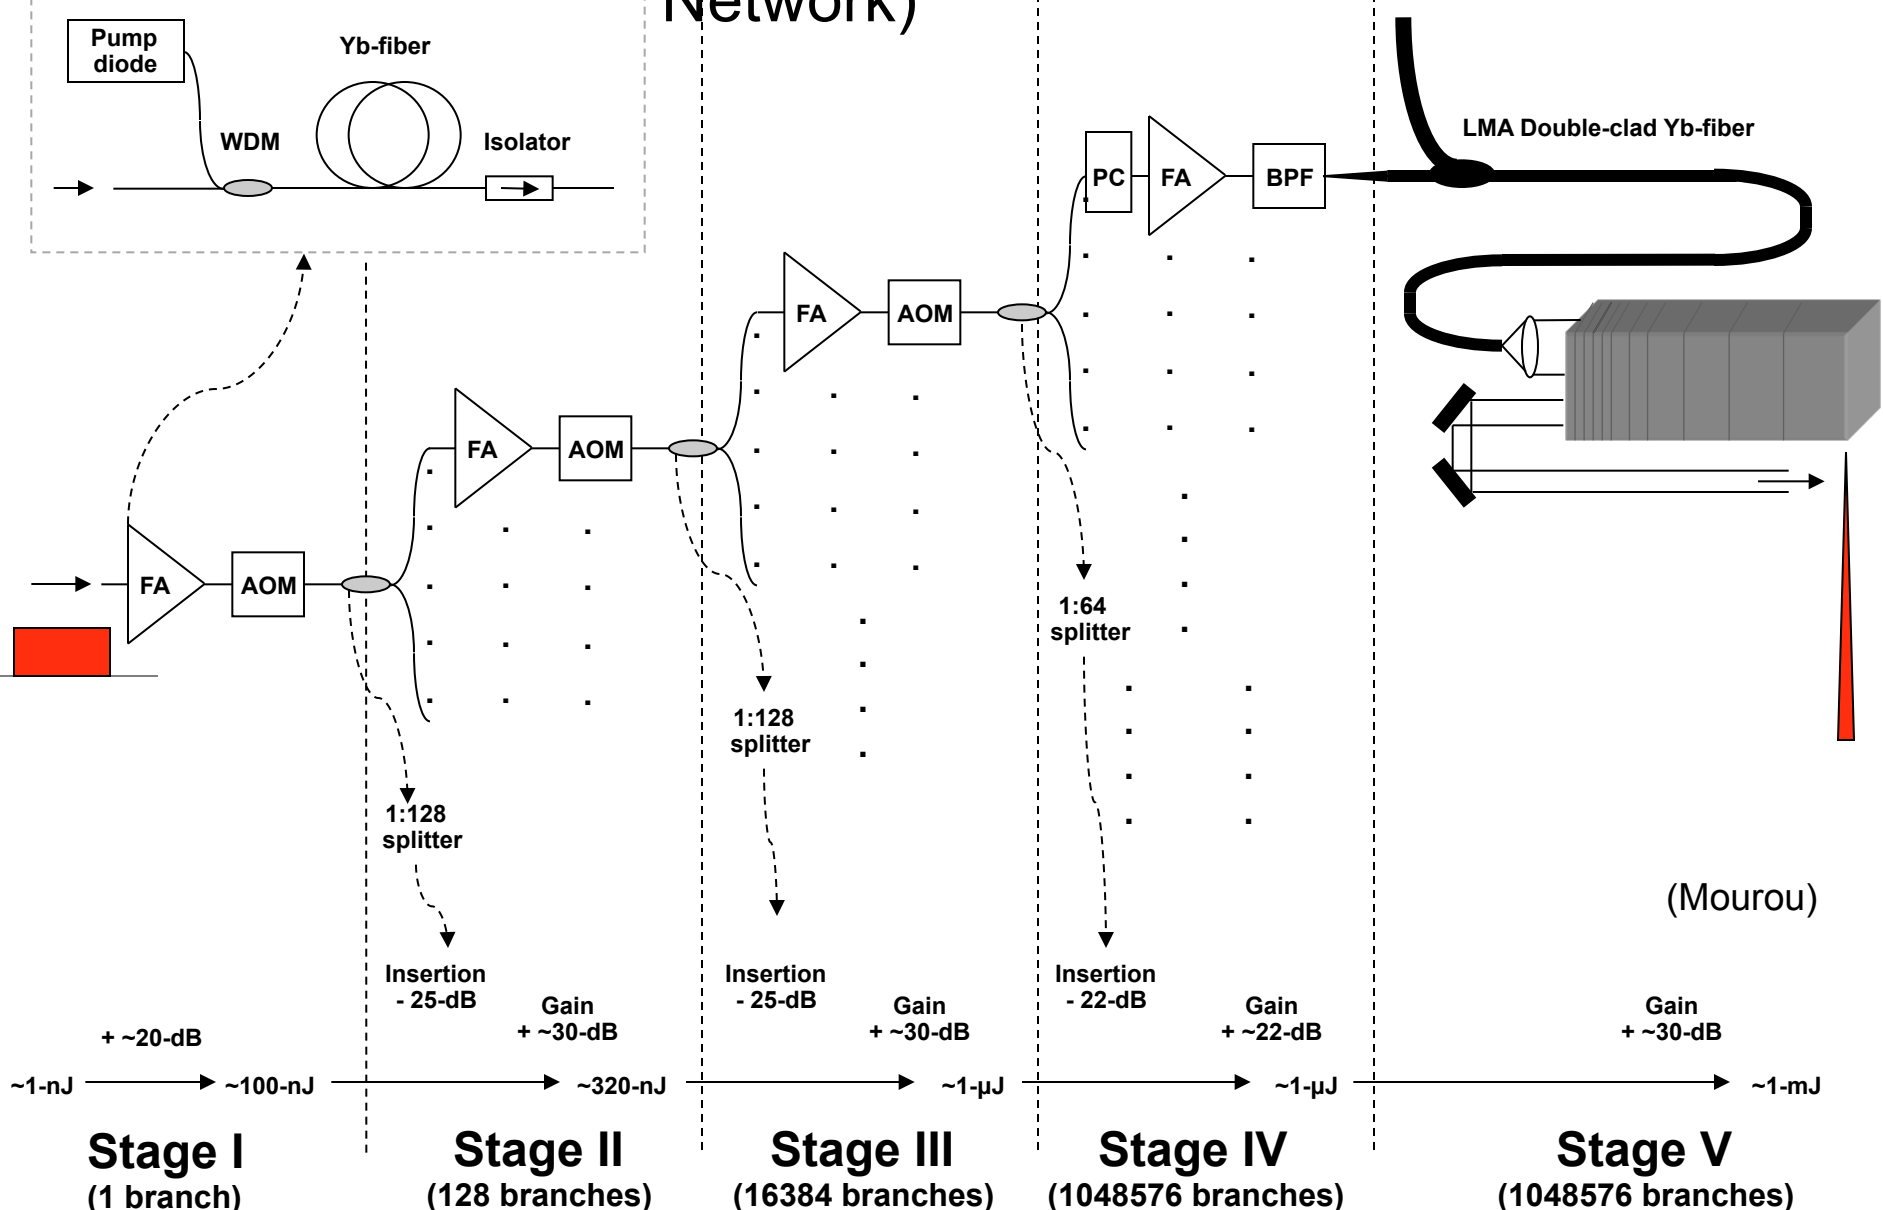 Network)
Pump
diode
Yb-fiber
WDM
Isolator
LMA Double-clad Yb-fiber
PC
FA
BPF
FA
AOM
FA
AOM
FA
AOM
1:64
splitter
1:128
splitter
1:128
splitter
(Mourou)
Insertion
- 25-dB
Gain
+ ~30-dB
Insertion
- 25-dB
Gain
+ ~30-dB
Insertion
- 22-dB
Gain
+ ~22-dB
Gain
+ ~30-dB
+ ~20-dB
~1-nJ
~100-nJ
~320-nJ
~1-µJ
~1-µJ
~1-mJ
Stage I
(1 branch)
Stage II
(128 branches)
Stage III
(16384 branches)
Stage IV
(1048576 branches)
Stage V
(1048576 branches)